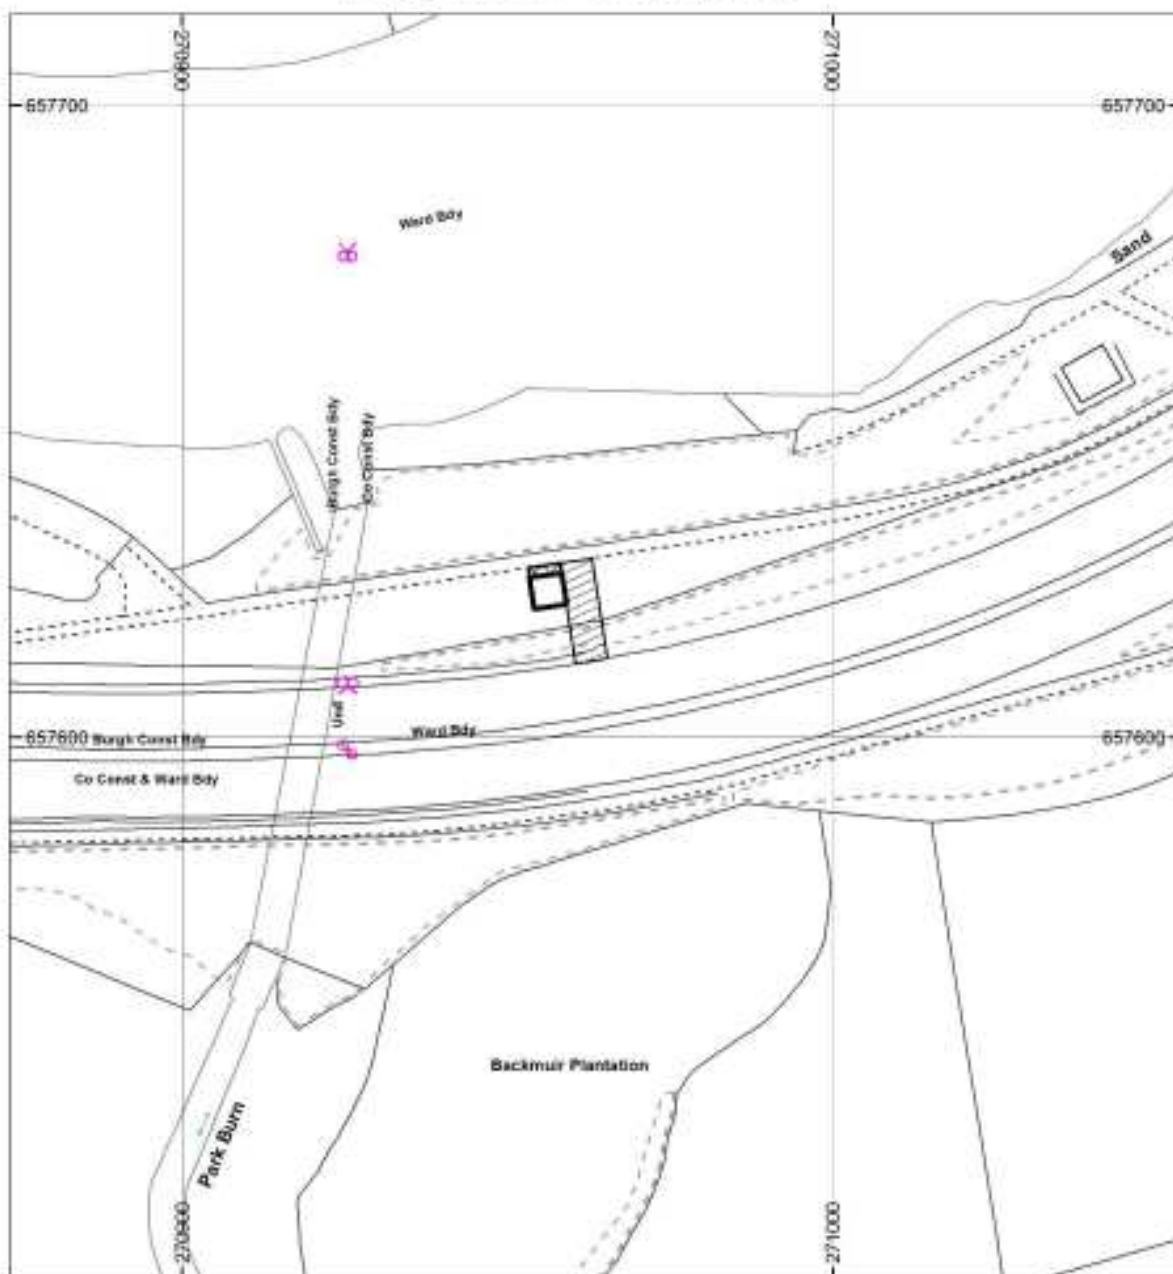 270900
271000
657700
657700
Ward Bdy
Sand
Burgh Const Bdy
Co Const Bdy
Und
Ward Bdy
657600
Burgh Const Bdy
657600
Co Const & Ward Bdy
Backmuir Plantation
Park Burn
270900
271000